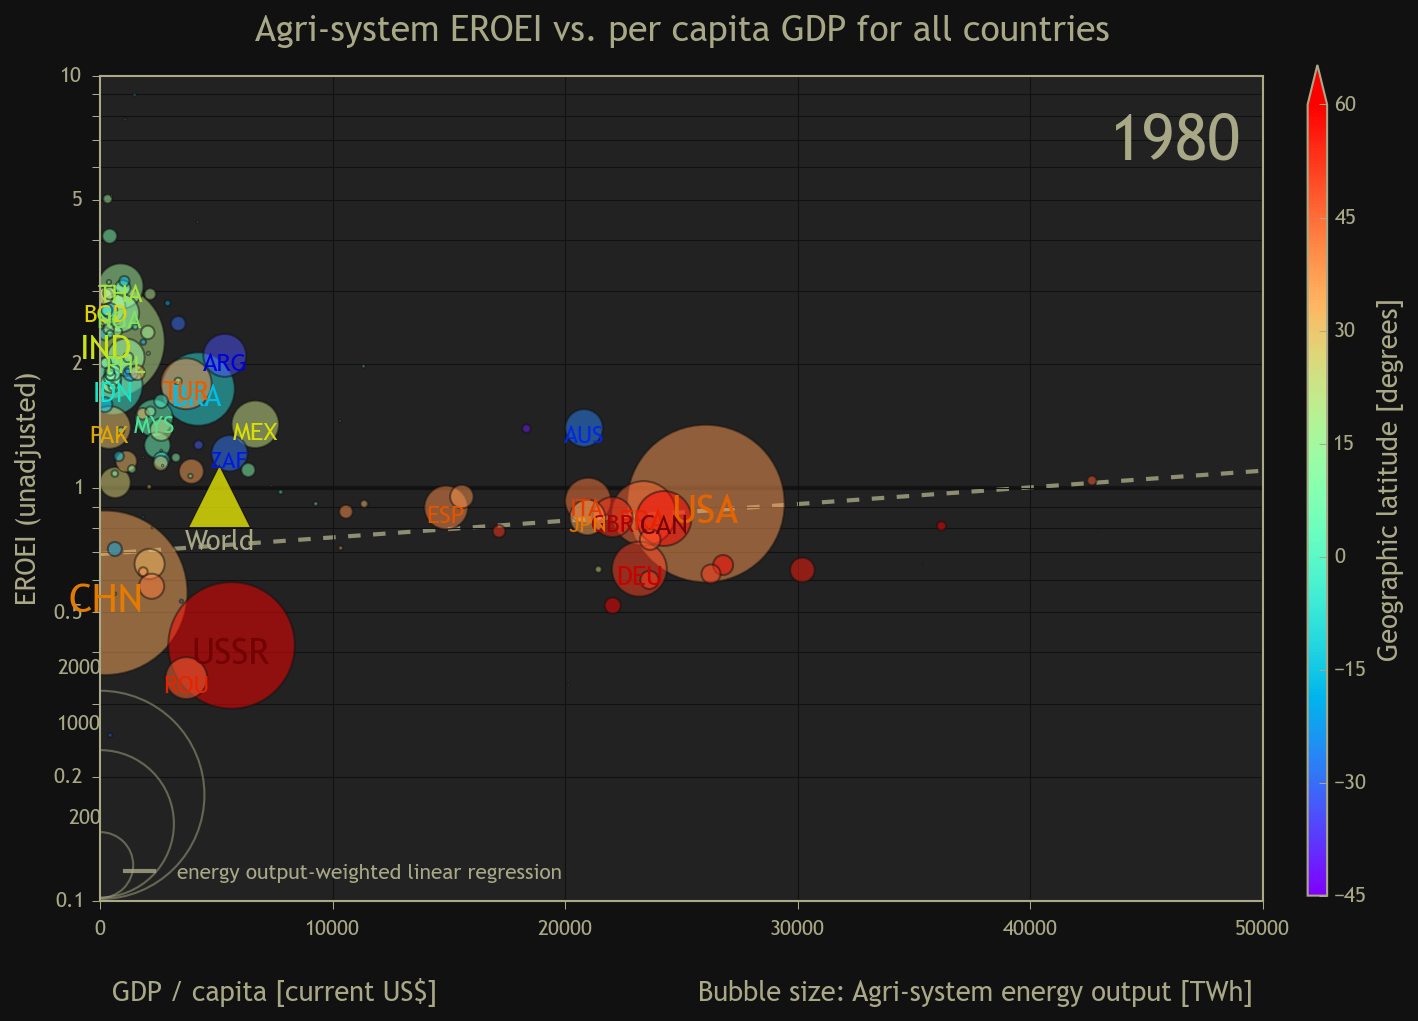 Agri-system EROEI vs. per capita GDP for all countries
1980
10
5
2
1
0.5
0.2
0.1
EROEI (unadjusted)
THA
BGD
IND
PHL
IDN
TUR
BRA
ARG
MYS
PAK
MEX
ZAF
AUS
World
ESP
ITA
JPN
GBR
CAN
USA
DEU
CHN
USSR
ROU
2000
1000
200
energy output-weighted linear regression
0
10000
20000
30000
40000
50000
GDP / capita [current US$]
Bubble size: Agri-system energy output [TWh]
60
45
30
15
0
−15
−30
−45
Geographic latitude [degrees]